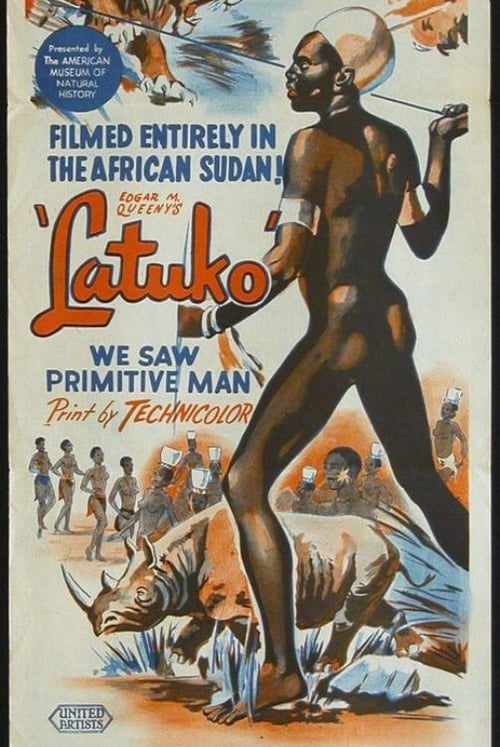 Presented by
The AMERICAN
MUSEUM OF
NATURAL
HISTORY
FILMED ENTIRELY IN
THE AFRICAN SUDAN!
EDGAR M.
QUEENY'S
'Latuko'
WE SAW
PRIMITIVE MAN
Print by TECHNICOLOR
UNITED
ARTISTS